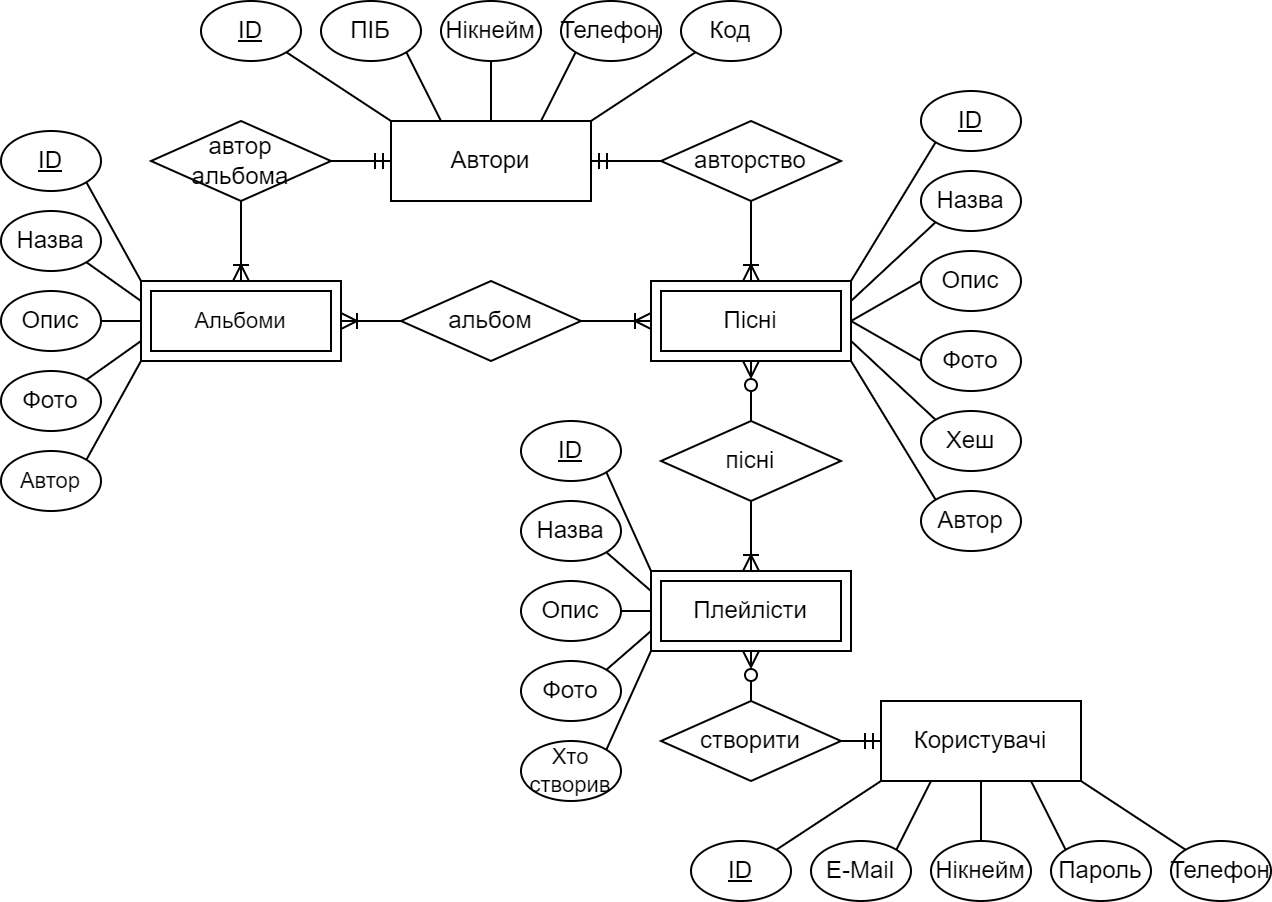 ID
ПІБ
Нікнейм
Телефон
Код
ID
Назва
Опис
Фото
Автор
автор
альбома
Автори
авторство
Альбоми
альбом
Пісні
ID
Назва
Опис
Фото
Хеш
Автор
пісні
ID
Назва
Опис
Фото
Хто
створив
Плейлісти
створити
Користувачі
ID
E-Mail
Нікнейм
Пароль
Телефон